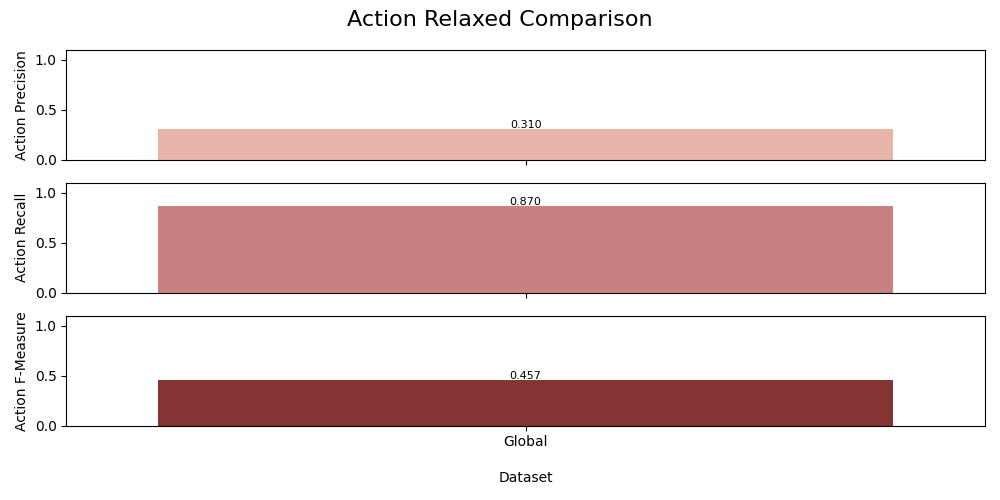 Action Relaxed Comparison
Action Precision
1.0
0.5
0.0
0.310
Action Recall
1.0
0.5
0.0
0.870
Action F-Measure
1.0
0.5
0.0
0.457
Global
Dataset